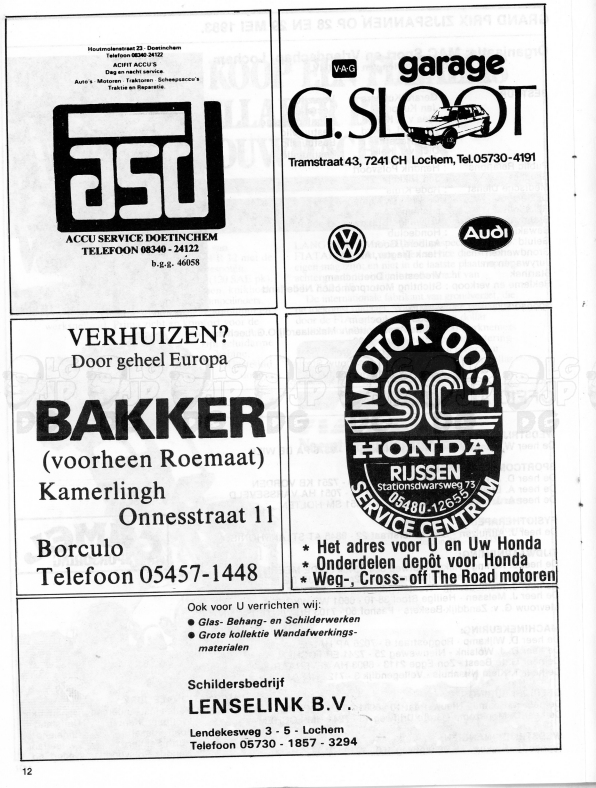 Houtmolenstraat 23 - Doetinchem
Telefoon 08340-24122
ACIFIT ACCU'S
Dag en nacht service.
Auto's - Motoren - Traktoren - Scheepsaccu's
Traktie en Reparatie.
asd
ACCU SERVICE DOETINCHEM
TELEFOON 08340 - 24122
b.g.g. 46058
V·A·G
garage
G.SLOOT
Tramstraat 43, 7241 CH Lochem, Tel. 05730-4191
Audi
VERHUIZEN?
Door geheel Europa
BAKKER
(voorheen Roemaat)
Kamerlingh
Onnesstraat 11
Borculo
Telefoon 05457-1448
MOTOR OOST
SC
HONDA
RIJSSEN
Stationsdwarsweg 73
05480-12655
SERVICE CENTRUM
* Het adres voor U en Uw Honda
* Onderdelen depôt voor Honda
* Weg-, Cross- off The Road motoren
Ook voor U verrichten wij:
● Glas- Behang- en Schilderwerken
● Grote kollektie Wandafwerkings-
materialen
Schildersbedrijf
LENSELINK B.V.
Lendekesweg 3 - 5 - Lochem
Telefoon 05730 - 1857 - 3294
12